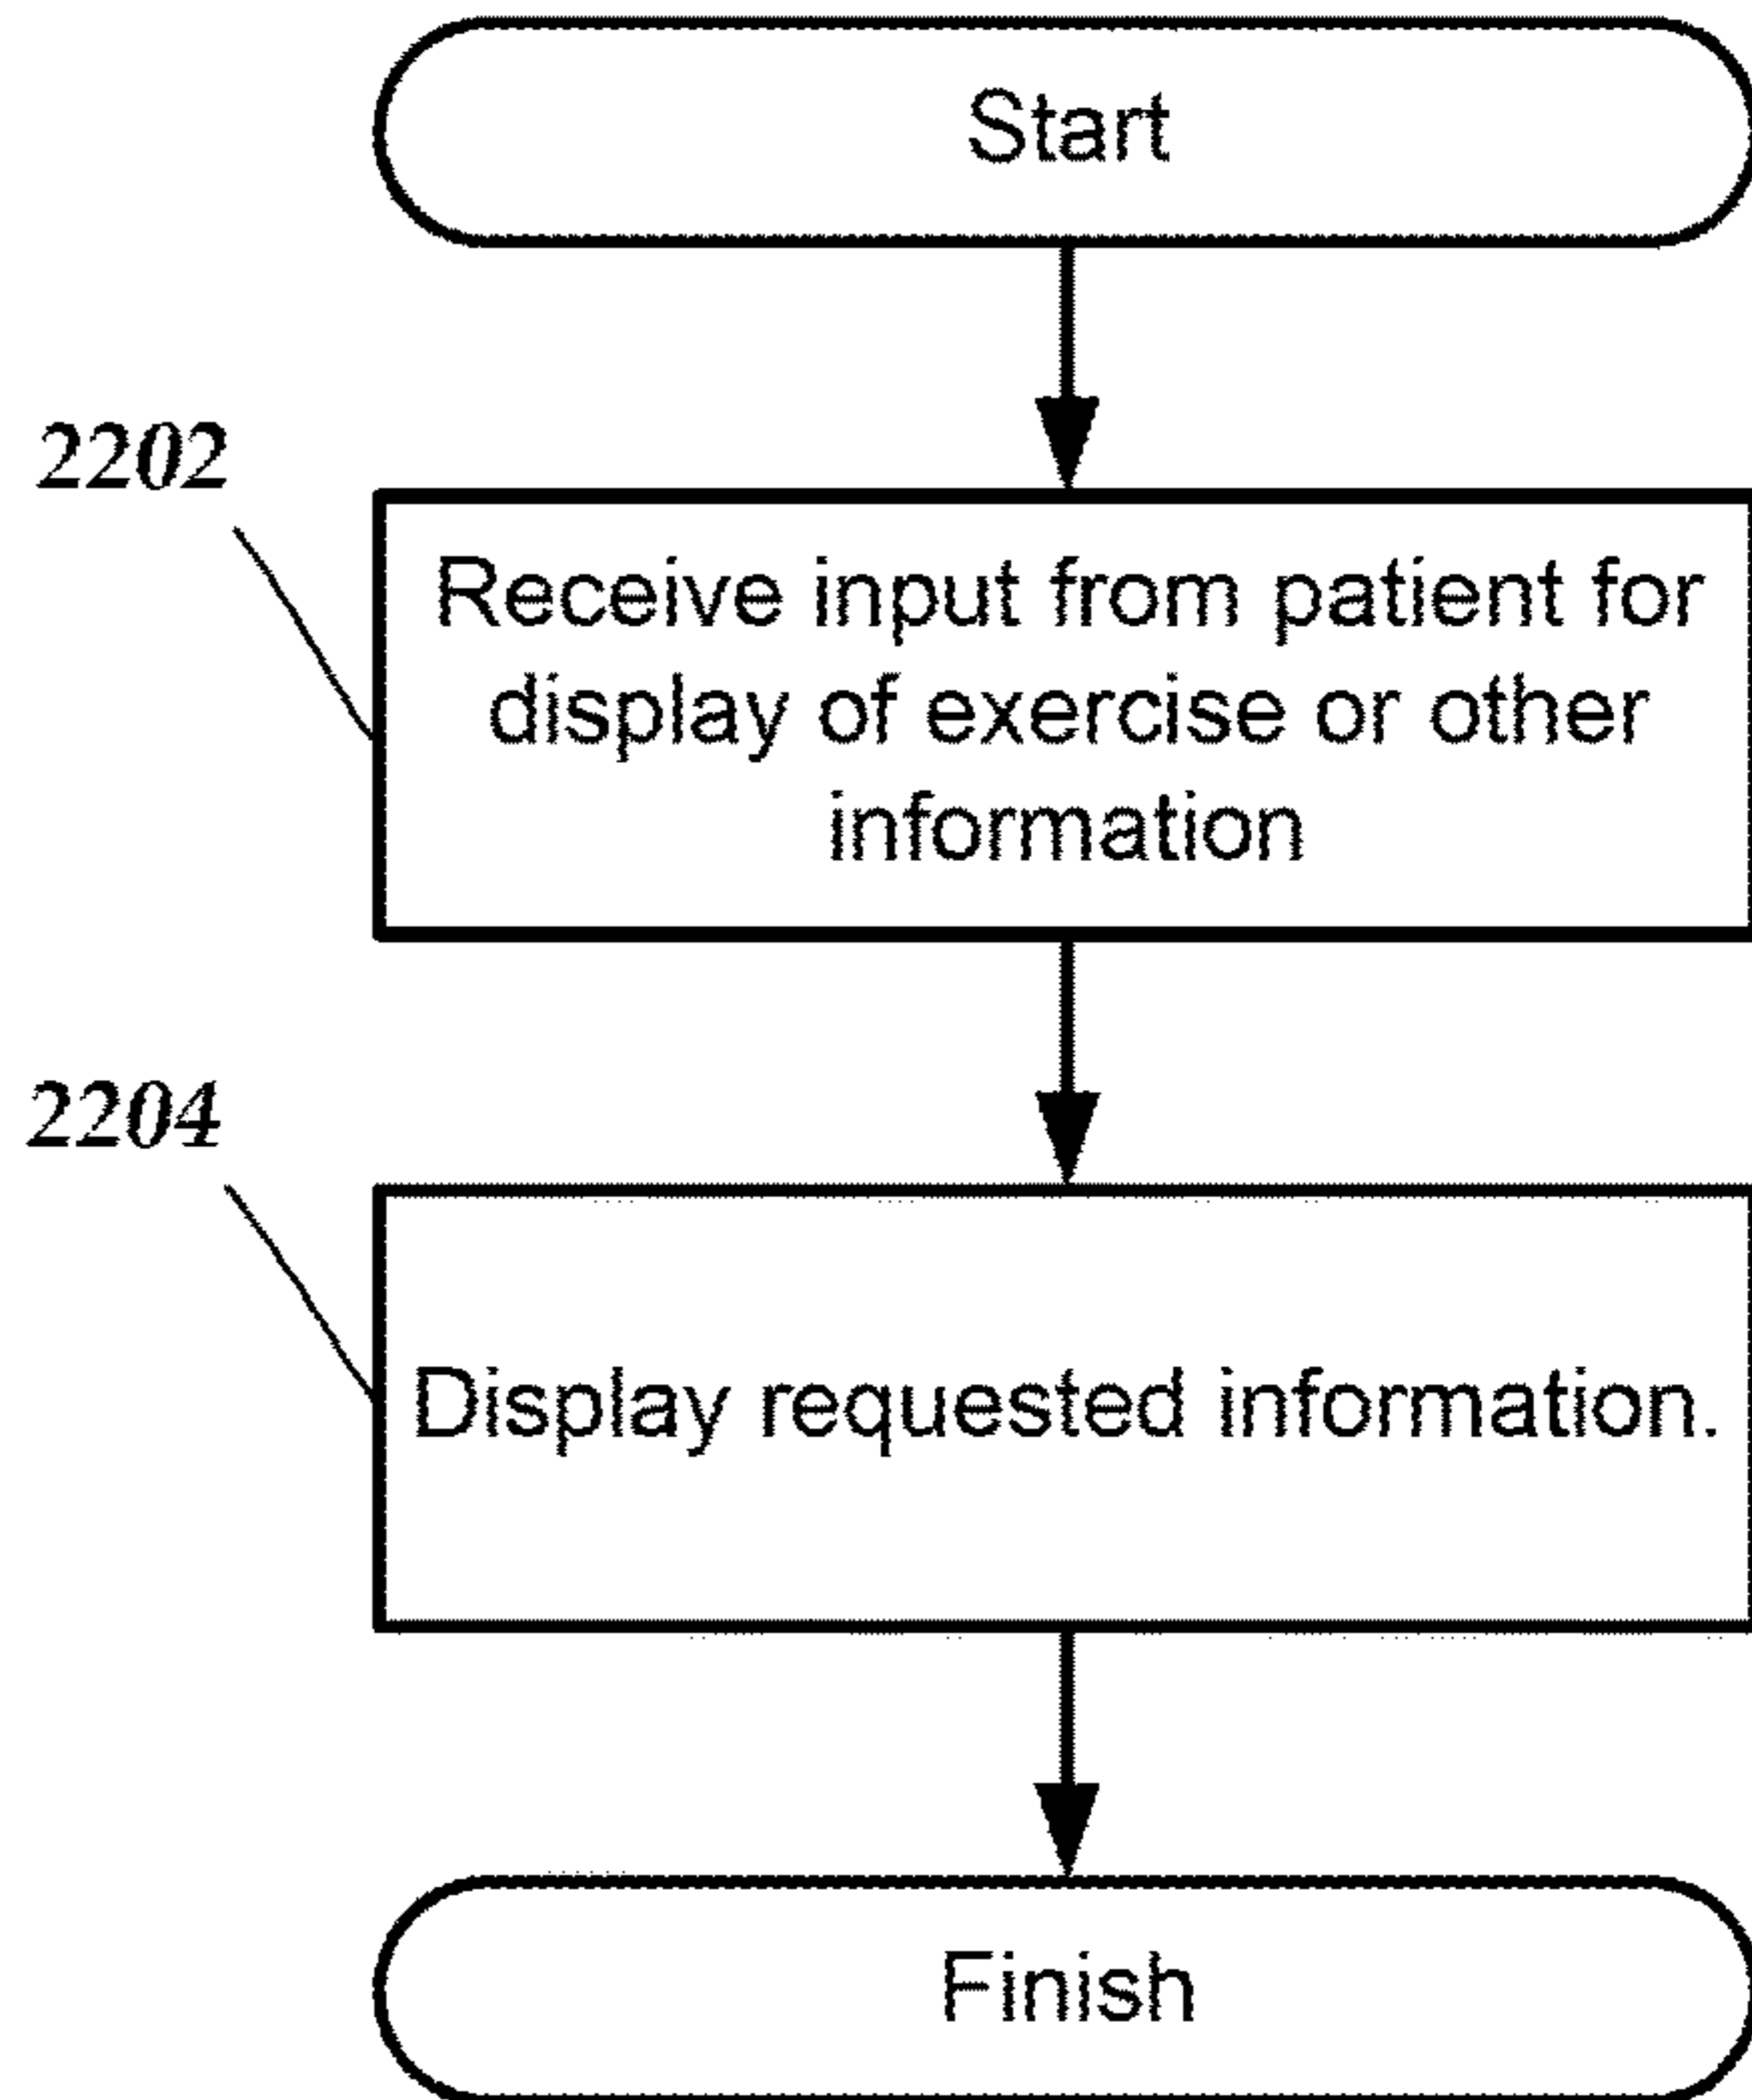 Start
2202
Receive input from patient for
display of exercise or other
information
2204
Display requested information.
Finish